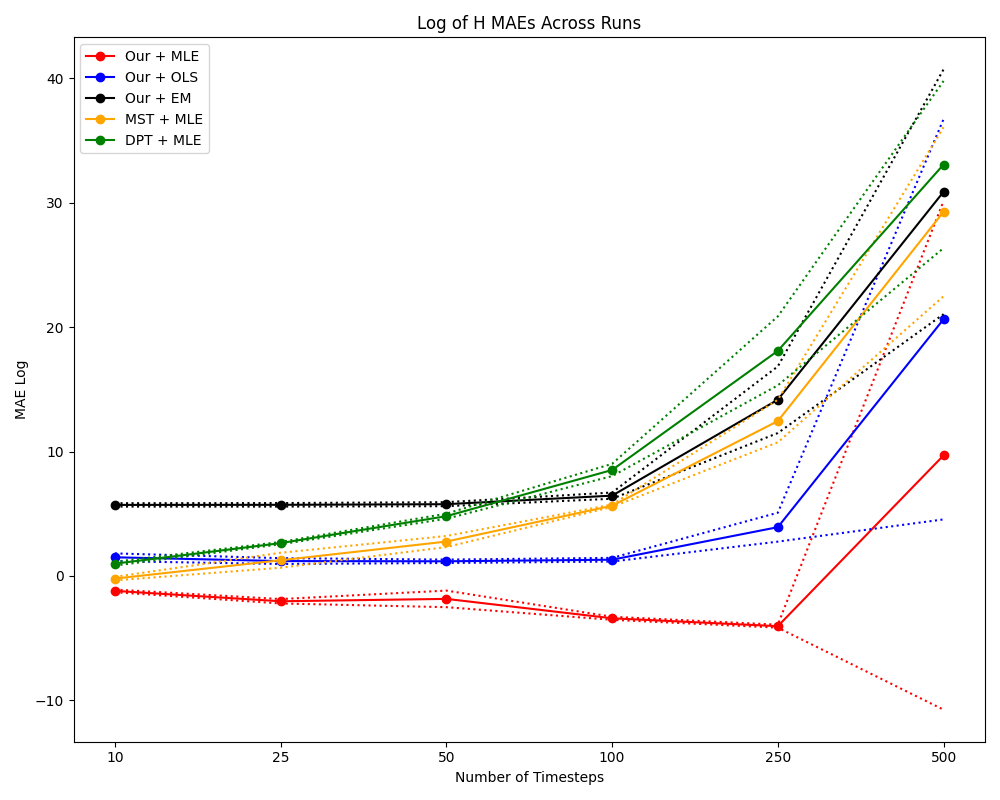 Log of H MAEs Across Runs
Our + MLE
Our + OLS
Our + EM
MST + MLE
DPT + MLE
40
30
20
10
0
−10
MAE Log
10 25 50 100 250 500
Number of Timesteps